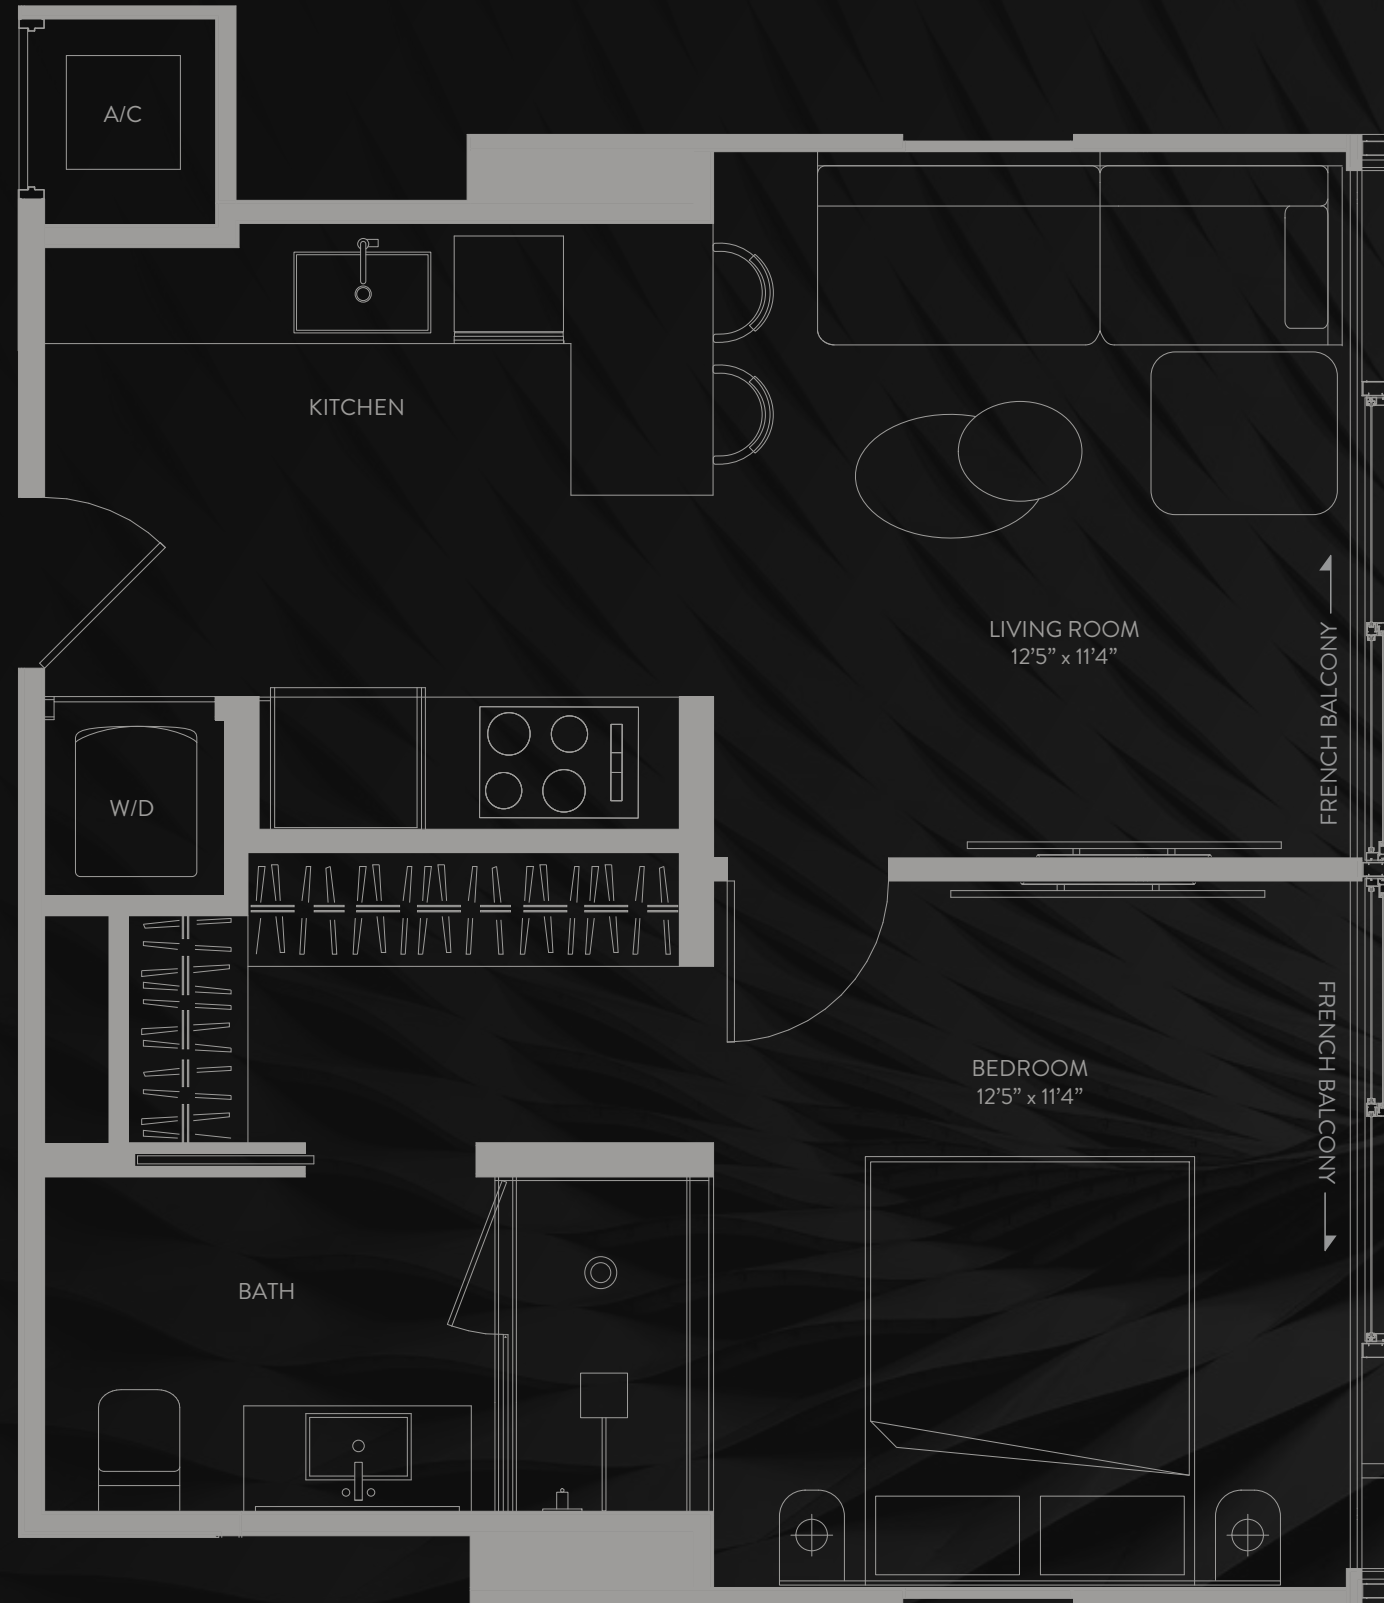 A/C
KITCHEN
LIVING ROOM
12’5” x 11’4”
FRENCH BALCONY
W/D
BEDROOM
12’5” x 11’4”
FRENCH BALCONY
BATH